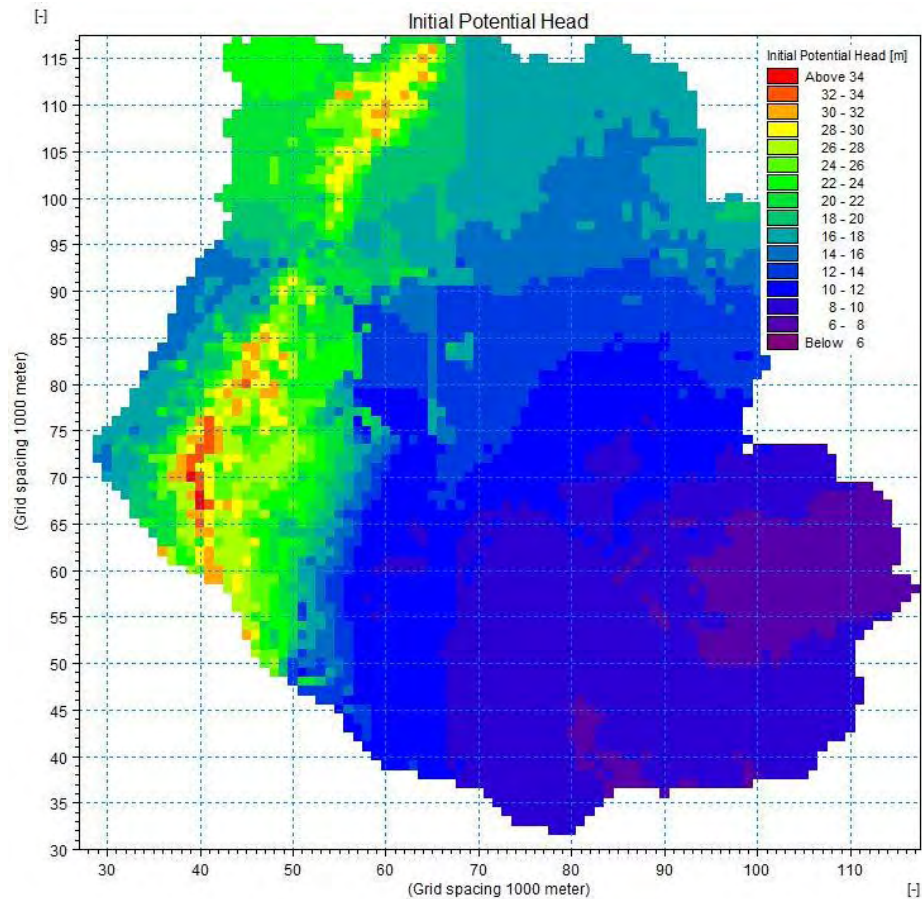 Initial Potential Head
[-]
Initial Potential Head [m]
Above 34
32 - 34
30 - 32
28 - 30
26 - 28
24 - 26
22 - 24
20 - 22
18 - 20
16 - 18
14 - 16
12 - 14
10 - 12
8 - 10
6 - 8
Below 6
115
110
105
100
95
90
85
80
75
70
65
60
55
50
45
40
35
30
(Grid spacing 1000 meter)
30 40 50 60 70 80 90 100 110
(Grid spacing 1000 meter)
[-]